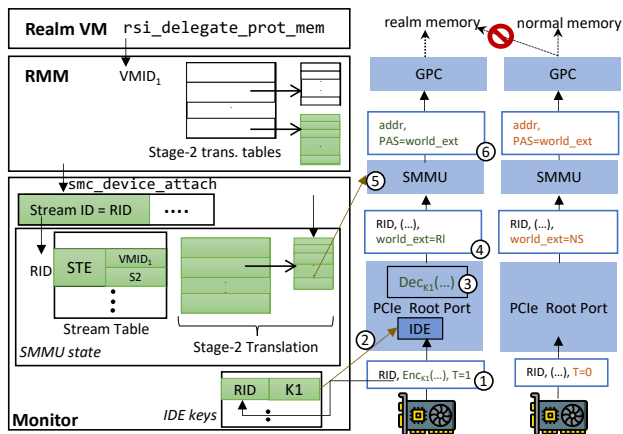 Realm VM rsi_delegate_prot_mem
RMM
VMID1
Stage-2 trans. tables
smc_device_attach
Stream ID = RID ....
RID
STE
VMID1
S2
Stream Table
Stage-2 Translation
SMMU state
IDE keys
RID K1
Monitor
realm memory
normal memory
GPC
GPC
addr,
PAS=world_ext
addr,
PAS=world_ext
6
5
SMMU
SMMU
RID, (...),
world_ext=Rl
RID, (...),
world_ext=NS
4
DecK1(...)
3
PCIe Root Port
IDE
PCIe Root Port
2
RID, EncK1(...), T=1
1
RID, (...), T=0